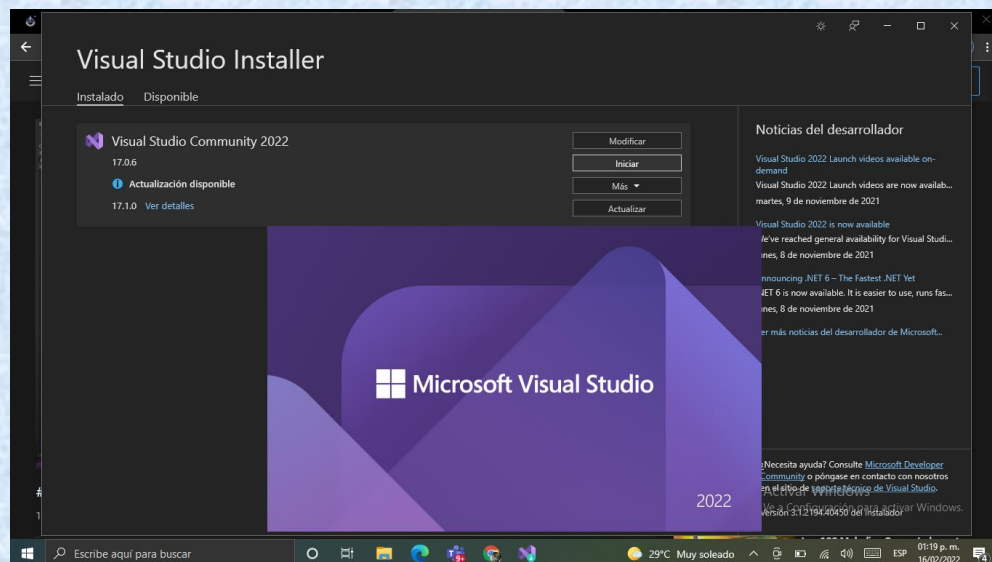 Visual Studio Installer
Instalado Disponible
Visual Studio Community 2022
17.0.6
Actualización disponible
17.1.0 Ver detalles
Modificar
Iniciar
Más
Actualizar
Noticias del desarrollador
Visual Studio 2022 Launch videos available on-
demand
Visual Studio 2022 Launch videos are now availab...
martes, 9 de noviembre de 2021
Visual Studio 2022 is now available
We've reached general availability for Visual Studi...
lunes, 8 de noviembre de 2021
Announcing .NET 6 – The Fastest .NET Yet
.NET 6 is now available. It is easier to use, runs fas...
lunes, 8 de noviembre de 2021
Ver más noticias del desarrollador de Microsoft...
Microsoft Visual Studio
2022
¿Necesita ayuda? Consulte Microsoft Developer
Community o póngase en contacto con nosotros
en el sitio de soporte técnico de Visual Studio.
Activar Windows
Ve a Configuración para activar Windows.
Versión 3.1.2194.40450 del instalador
Escribe aquí para buscar
29°C Muy soleado
ESP
01:19 p. m.
16/02/2022